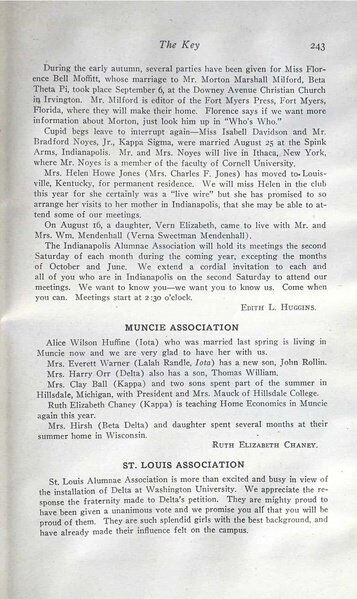 The Key 243
During the early autumn, several parties have been given for Miss Flor-
ence Bell Moffitt, whose marriage to Mr. Morton Marshall Milford, Beta
Theta Pi, took place September 6, at the Downey Avenue Christian Church
in Irvington. Mr. Milford is editor of the Fort Myers Press, Fort Myers,
Florida, where they will make their home. Florence says if we want more
information about Morton, just look him up in "Who's Who."
Cupid begs leave to interrupt again—Miss Isabell Davidson and Mr.
Bradford Noyes, Jr., Kappa Sigma, were married August 25 at the Spink
Arms, Indianapolis. Mr. and Mrs. Noyes will live in Ithaca, New York,
where Mr. Noyes is a member of the faculty of Cornell University.
Mrs. Helen Howe Jones (Mrs. Charles F. Jones) has moved to Louis-
ville, Kentucky, for permanent residence. We will miss Helen in the club
this year for she certainly was a "live wire" but she has promised to so
arrange her visits to her mother in Indianapolis, that she may be able to at-
tend some of our meetings.
On August 16, a daughter, Vern Elizabeth, came to live with Mr. and
Mrs. Wm. Mendenhall (Verna Sweetman Mendenhall).
The Indianapolis Alumnae Association will hold its meetings the second
Saturday of each month during the coming year, excepting the months
of October and June. We extend a cordial invitation to each and
all of you who are in Indianapolis on the second Saturday to attend our
meetings. We want to know you—we want you to know us. Come when
you can. Meetings start at 2:30 o'clock.
Edith L. Huggins.
MUNCIE ASSOCIATION
Alice Wilson Huffine (Iota) who was married last spring is living in
Muncie now and we are very glad to have her with us.
Mrs. Everett Warner (Lalah Randle, Iota) has a new son, John Rollin.
Mrs. Harry Orr (Delta) also has a son, Thomas William.
Mrs. Clay Ball (Kappa) and two sons spent part of the summer in
Hillsdale, Michigan, with President and Mrs. Mauck of Hillsdale College.
Ruth Elizabeth Chaney (Kappa) is teaching Home Economics in Muncie
again this year.
Mrs. Hirsh (Beta Delta) and daughter spent several months at their
summer home in Wisconsin.
Ruth Elizabeth Chaney.
ST. LOUIS ASSOCIATION
St. Louis Alumnae Association is more than excited and busy in view of
the installation of Delta at Washington University. We appreciate the re-
sponse the fraternity made to Delta's petition. They are mighty proud to
have been given a unanimous vote and we promise you all that you will be
proud of them. They are such splendid girls with the best background, and
have already made their influence felt on the campus.